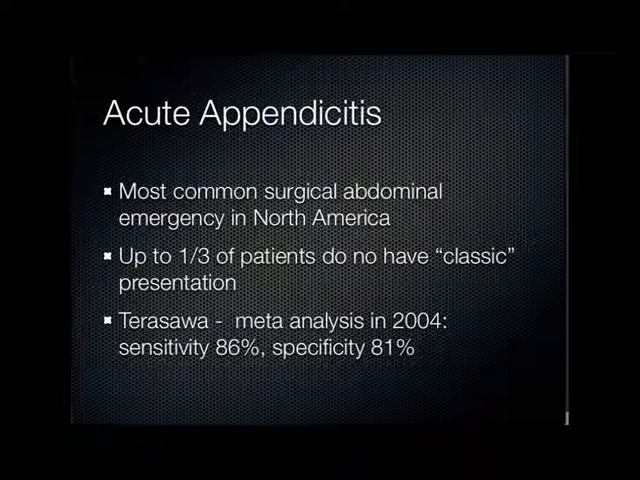 Acute Appendicitis
Most common surgical abdominal
emergency in North America
Up to 1/3 of patients do no have “classic”
presentation
Terasawa - meta analysis in 2004:
sensitivity 86%, specificity 81%